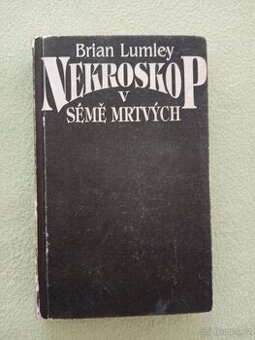 Brian Lumley
NEKROSKOP
V
SÉMĚ MRTVÝCH